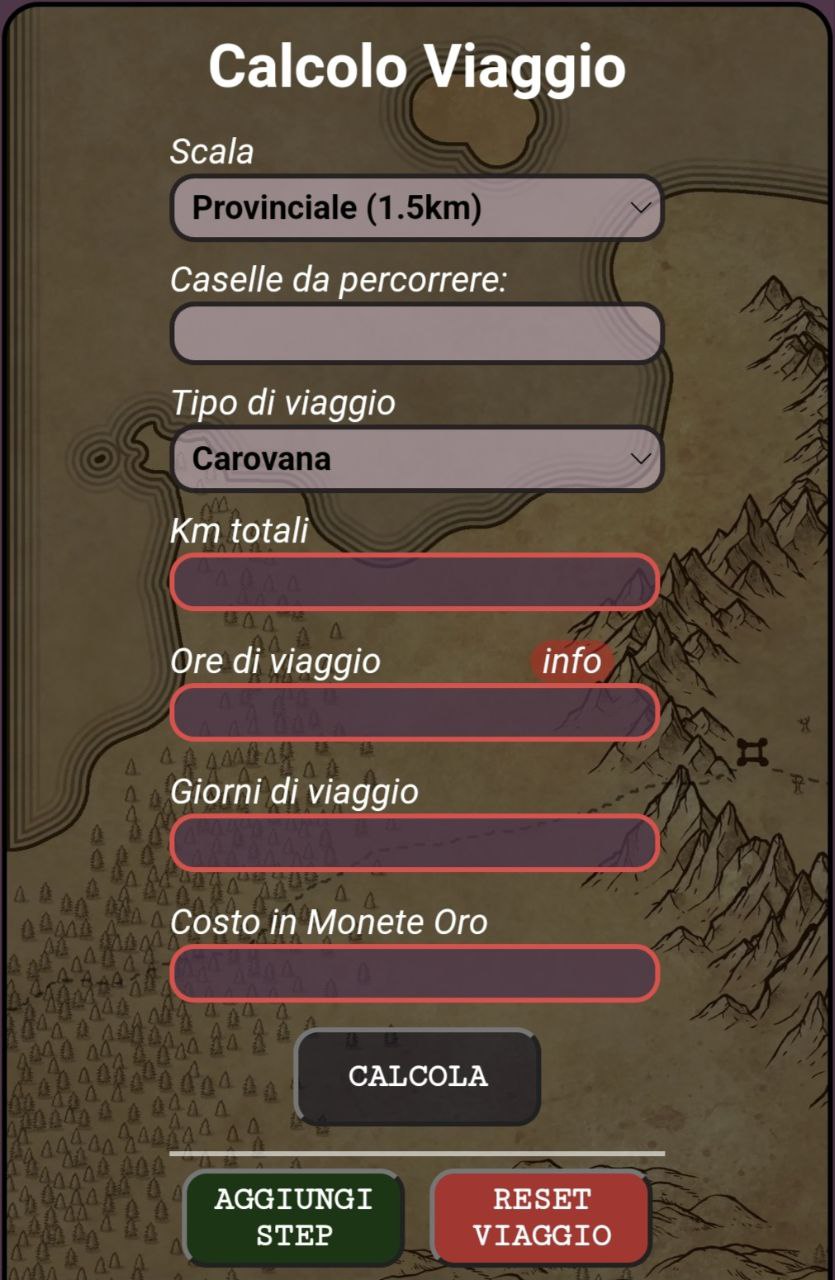 Calcolo Viaggio
Scala
Provinciale (1.5km)
Caselle da percorrere:
Tipo di viaggio
Carovana
Km totali
Ore di viaggio info
Giorni di viaggio
Costo in Monete Oro
CALCOLA
AGGIUNGI
STEP
RESET
VIAGGIO